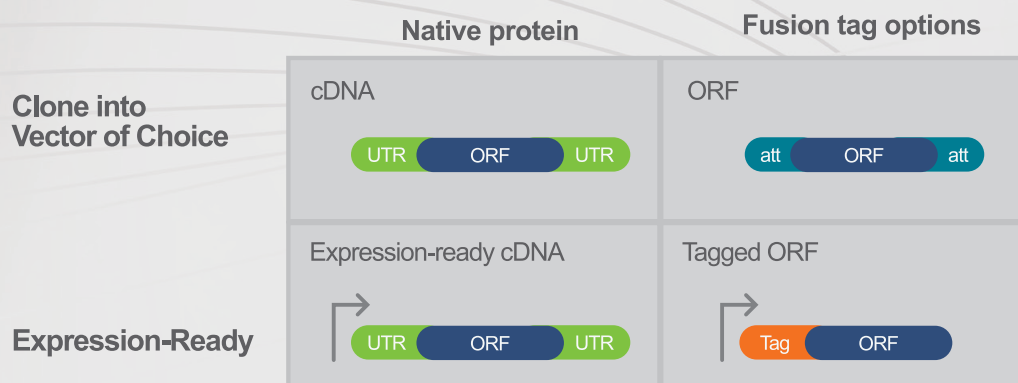 Native protein
Fusion tag options
Clone into
Vector of Choice
cDNA
UTR ORF UTR
ORF
att ORF att
Expression-Ready
Expression-ready cDNA
UTR ORF UTR
Tagged ORF
Tag ORF